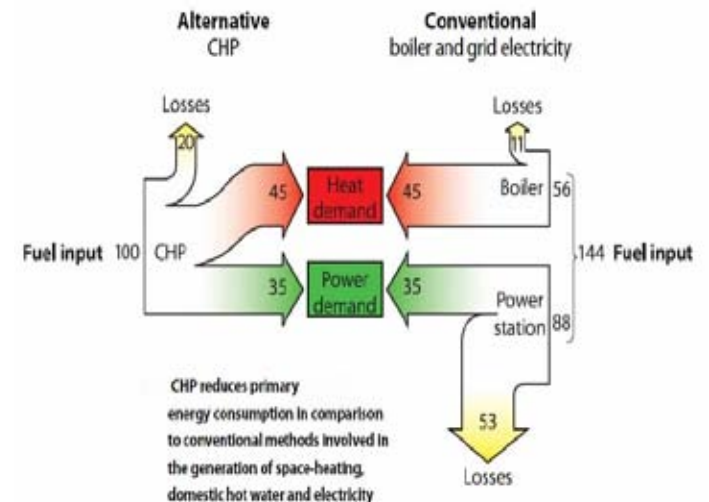 Alternative
CHP
Conventional
boiler and grid electricity
Losses
Losses
20
11
45
Heat
demand
45
Boiler
56
Fuel input 100
CHP
144 Fuel input
35
Power
demand
35
Power
station
88
53
Losses
CHP reduces primary
energy consumption in comparison
to conventional methods involved in
the generation of space-heating,
domestic hot water and electricity